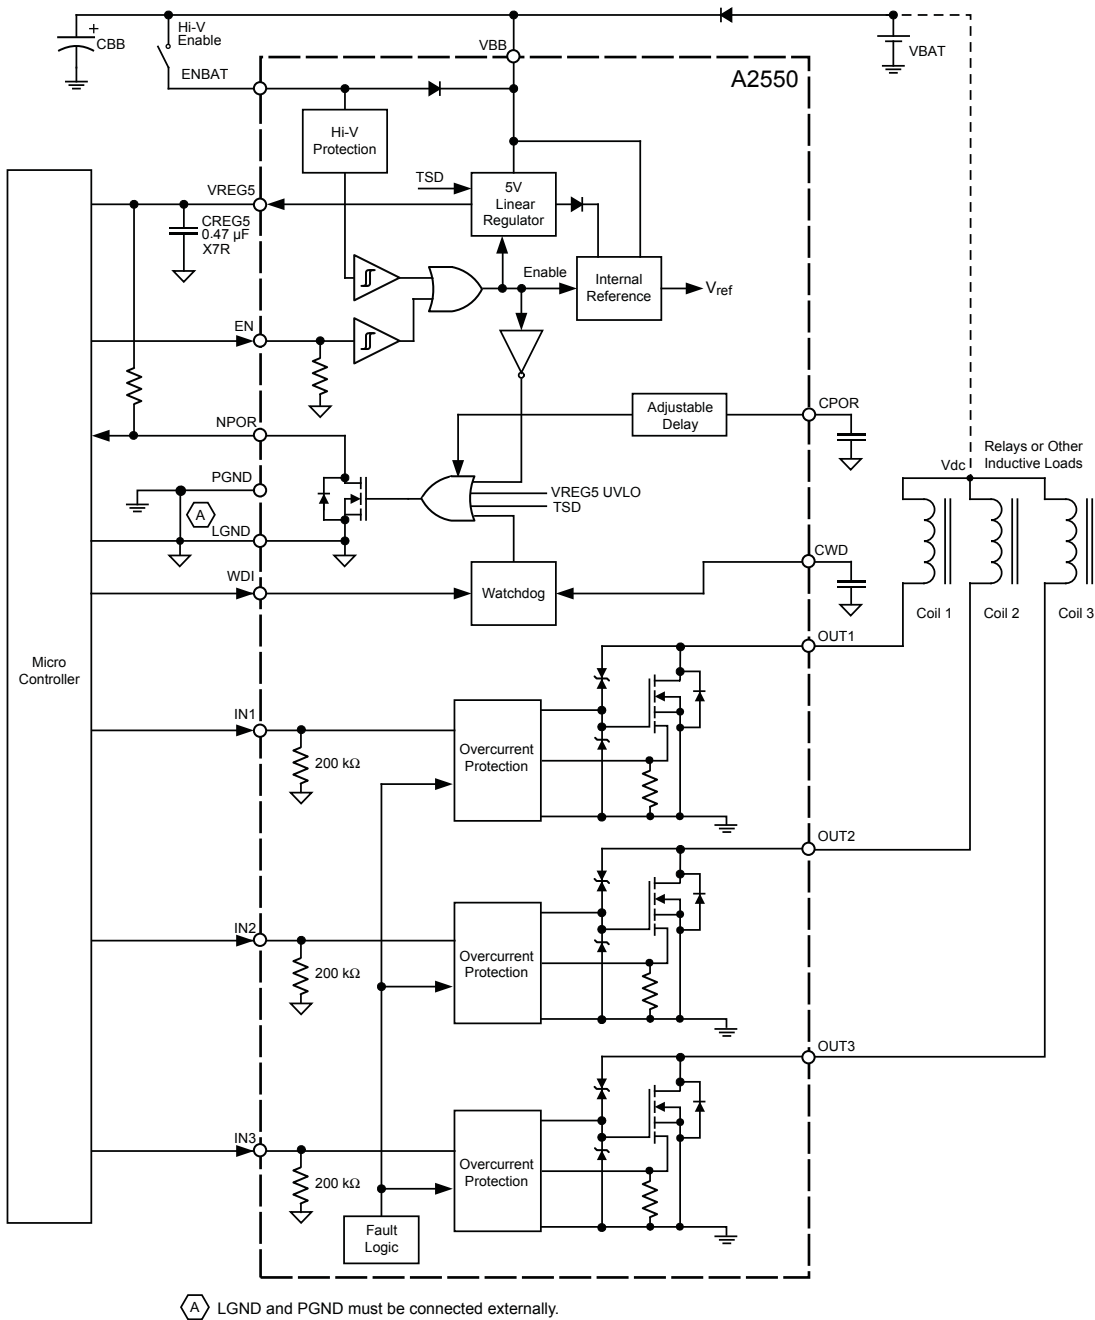 Hi-V
Enable
+
CBB
ENBAT
VBB
VBAT
A2550
Hi-V
Protection
TSD
5V
Linear
Regulator
VREG5
CREG5
0.47 µF
X7R
Enable
Internal
Reference
Vref
EN
Adjustable
Delay
CPOR
NPOR
Relays or Other
Inductive Loads
Vdc
PGND
VREG5 UVLO
TSD
A
LGND
CWD
WDI
Watchdog
Coil 1
Coil 2
Coil 3
OUT1
Micro
Controller
IN1
200 kΩ
Overcurrent
Protection
OUT2
IN2
200 kΩ
Overcurrent
Protection
OUT3
IN3
200 kΩ
Overcurrent
Protection
Fault
Logic
A LGND and PGND must be connected externally.